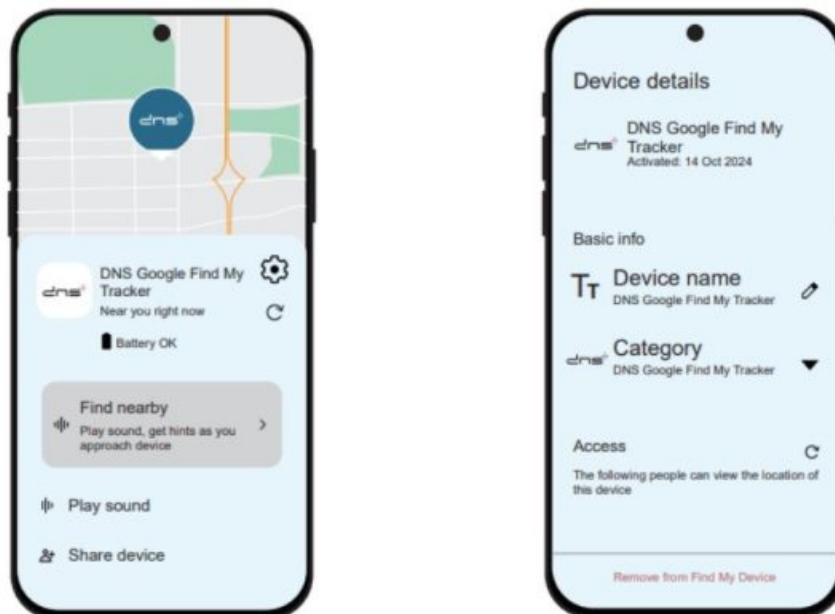 dns
dns
DNS Google Find My
Tracker
Near you right now
Battery OK
Find nearby
Play sound, get hints as you
approach device
Play sound
Share device
Device details
dns
DNS Google Find My
Tracker
Activated: 14 Oct 2024
Basic info
TT Device name
DNS Google Find My Tracker
dns Category
DNS Google Find My Tracker
Access
The following people can view the location of
this device
Remove from Find My Device